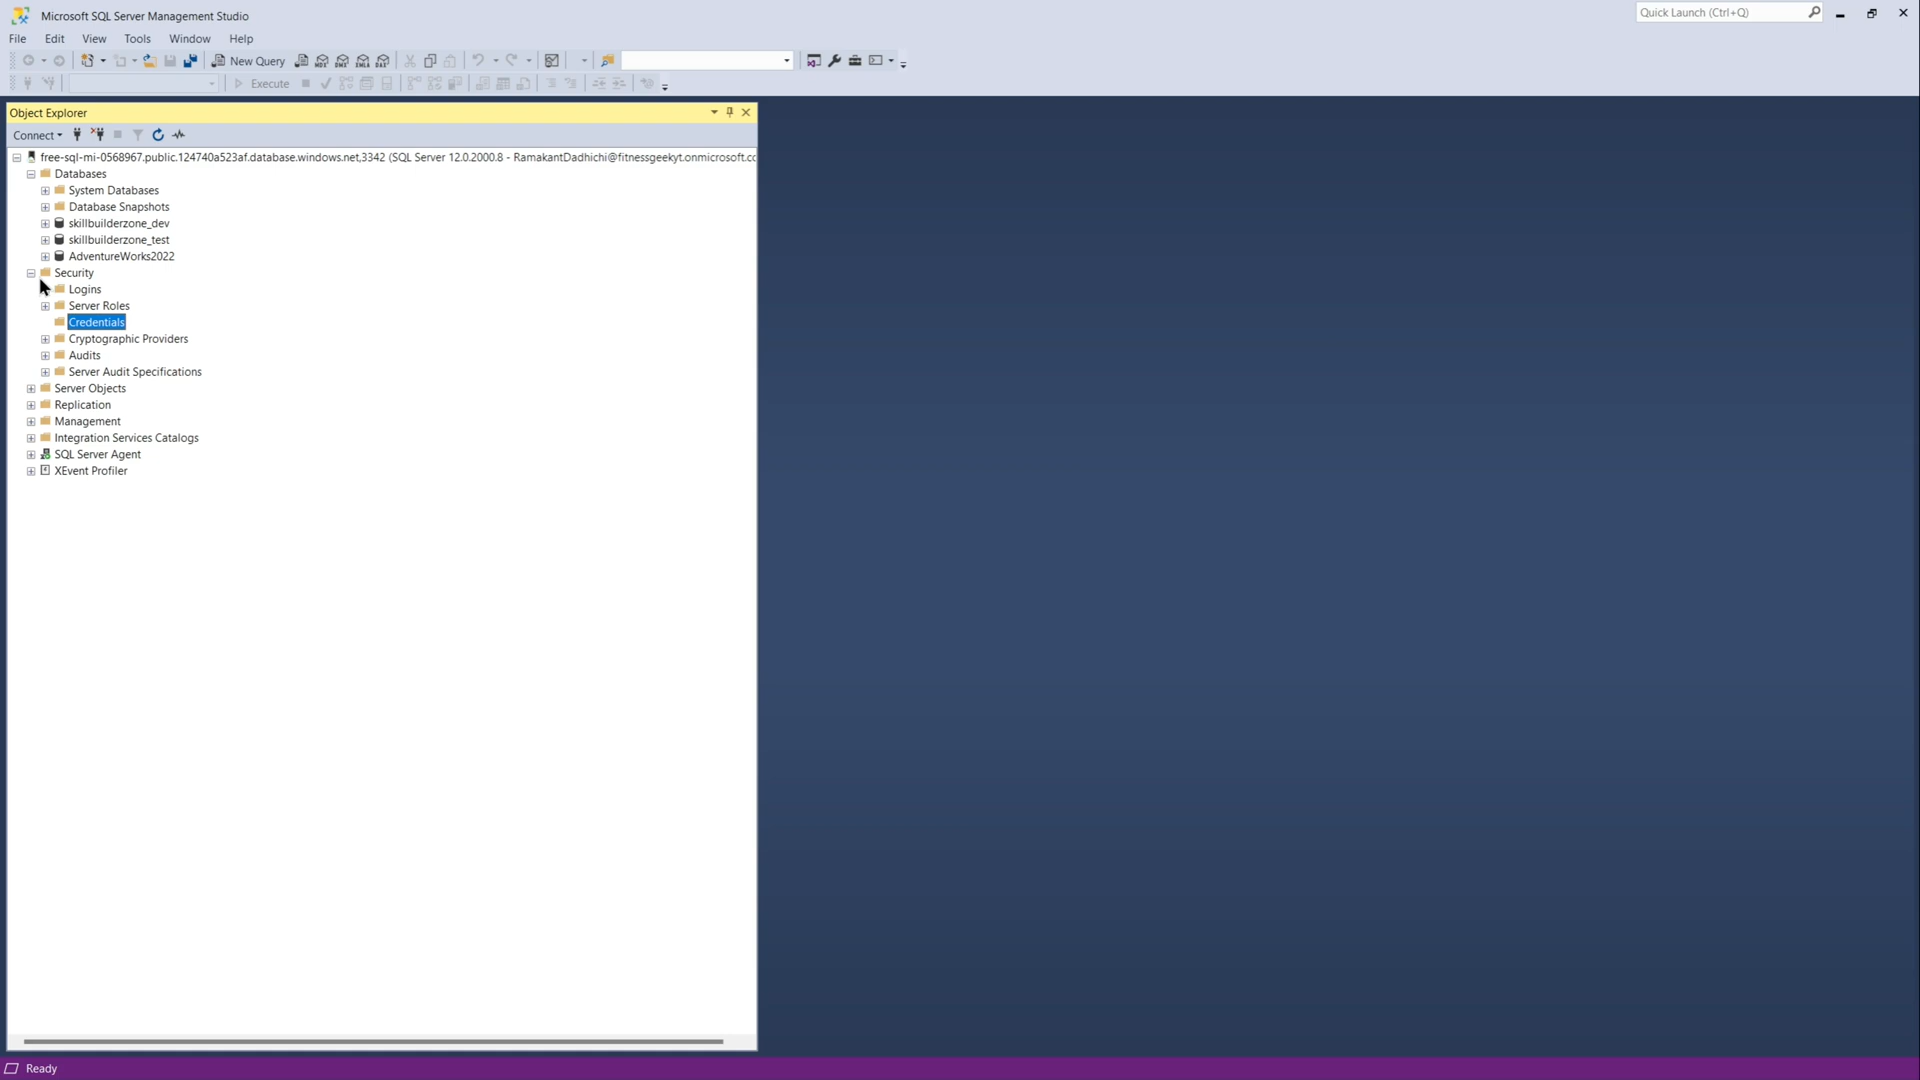 Microsoft SQL Server Management Studio
Quick Launch (Ctrl+Q)
File Edit View Tools Window Help
New Query
Execute
Object Explorer
Connect
free-sql-mi-0568967.public.124740a523af.database.windows.net,3342 (SQL Server 12.0.2000.8 - RamakantDadhichi@fitnessgeekyt.onmicrosoft.cc
Databases
System Databases
Database Snapshots
skillbuilderzone_dev
skillbuilderzone_test
AdventureWorks2022
Security
Logins
Server Roles
Credentials
Cryptographic Providers
Audits
Server Audit Specifications
Server Objects
Replication
Management
Integration Services Catalogs
SQL Server Agent
XEvent Profiler
Ready